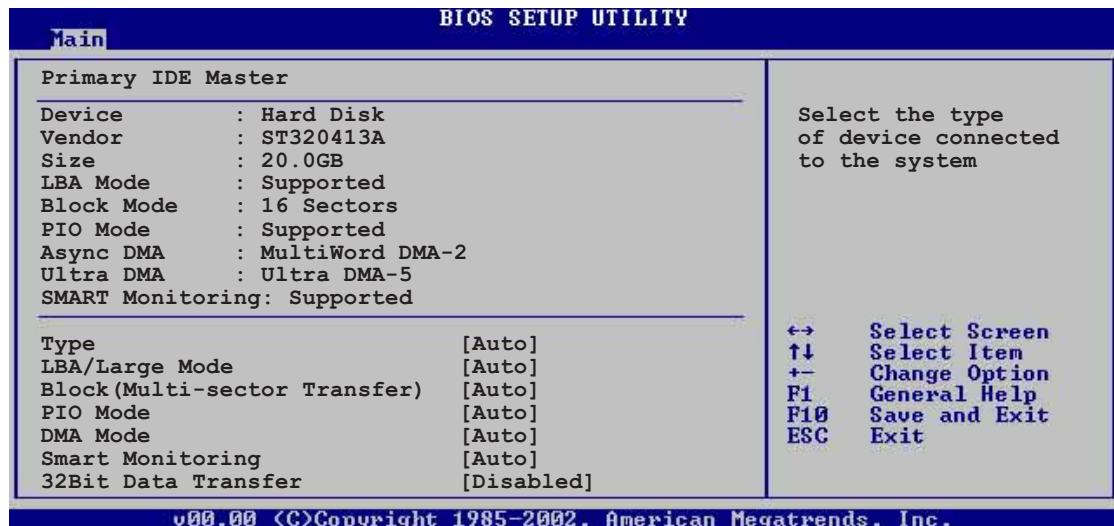 BIOS SETUP UTILITY
Main
Primary IDE Master
Device : Hard Disk
Vendor : ST320413A
Size : 20.0GB
LBA Mode : Supported
Block Mode : 16 Sectors
PIO Mode : Supported
Async DMA : MultiWord DMA-2
Ultra DMA : Ultra DMA-5
SMART Monitoring: Supported
Type [Auto]
LBA/Large Mode [Auto]
Block(Multi-sector Transfer) [Auto]
PIO Mode [Auto]
DMA Mode [Auto]
Smart Monitoring [Auto]
32Bit Data Transfer [Disabled]
Select the type
of device connected
to the system
←→ Select Screen
↑↓ Select Item
+- Change Option
F1 General Help
F10 Save and Exit
ESC Exit
v00.00 (C)Copyright 1985-2002, American Megatrends, Inc.